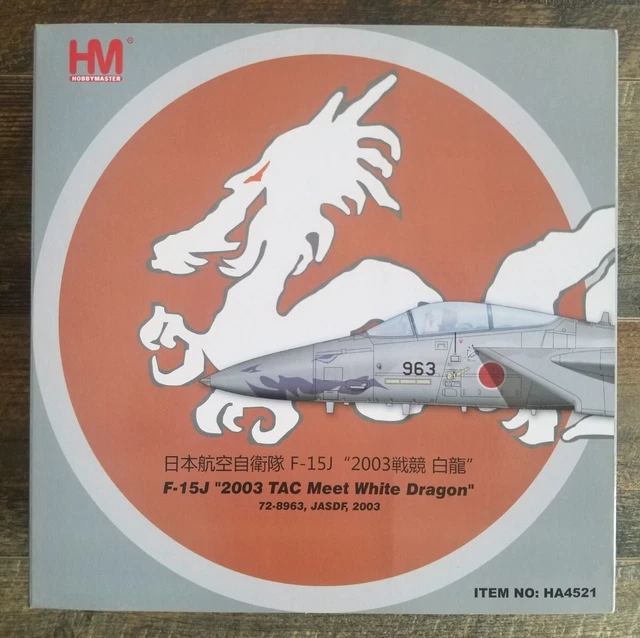 HM
HOBBYMASTER
963
日本航空自衛隊 F-15J “2003戦競 白龍”
F-15J "2003 TAC Meet White Dragon"
72-8963, JASDF, 2003
ITEM NO: HA4521